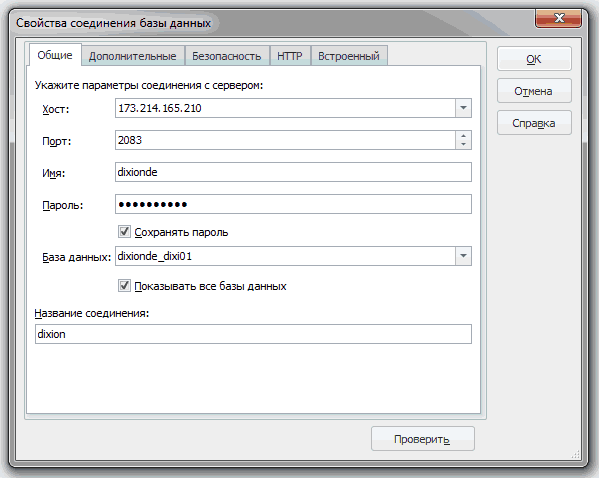 Свойства соединения базы данных
Общие Дополнительные Безопасность HTTP Встроенный
OK
Отмена
Справка
Укажите параметры соединения с сервером:
Хост: 173.214.165.210
Порт: 2083
Имя: dixionde
Пароль: ●●●●●●●●●●
Сохранять пароль
База данных: dixionde_dixi01
Показывать все базы данных
Название соединения:
dixion
Проверить